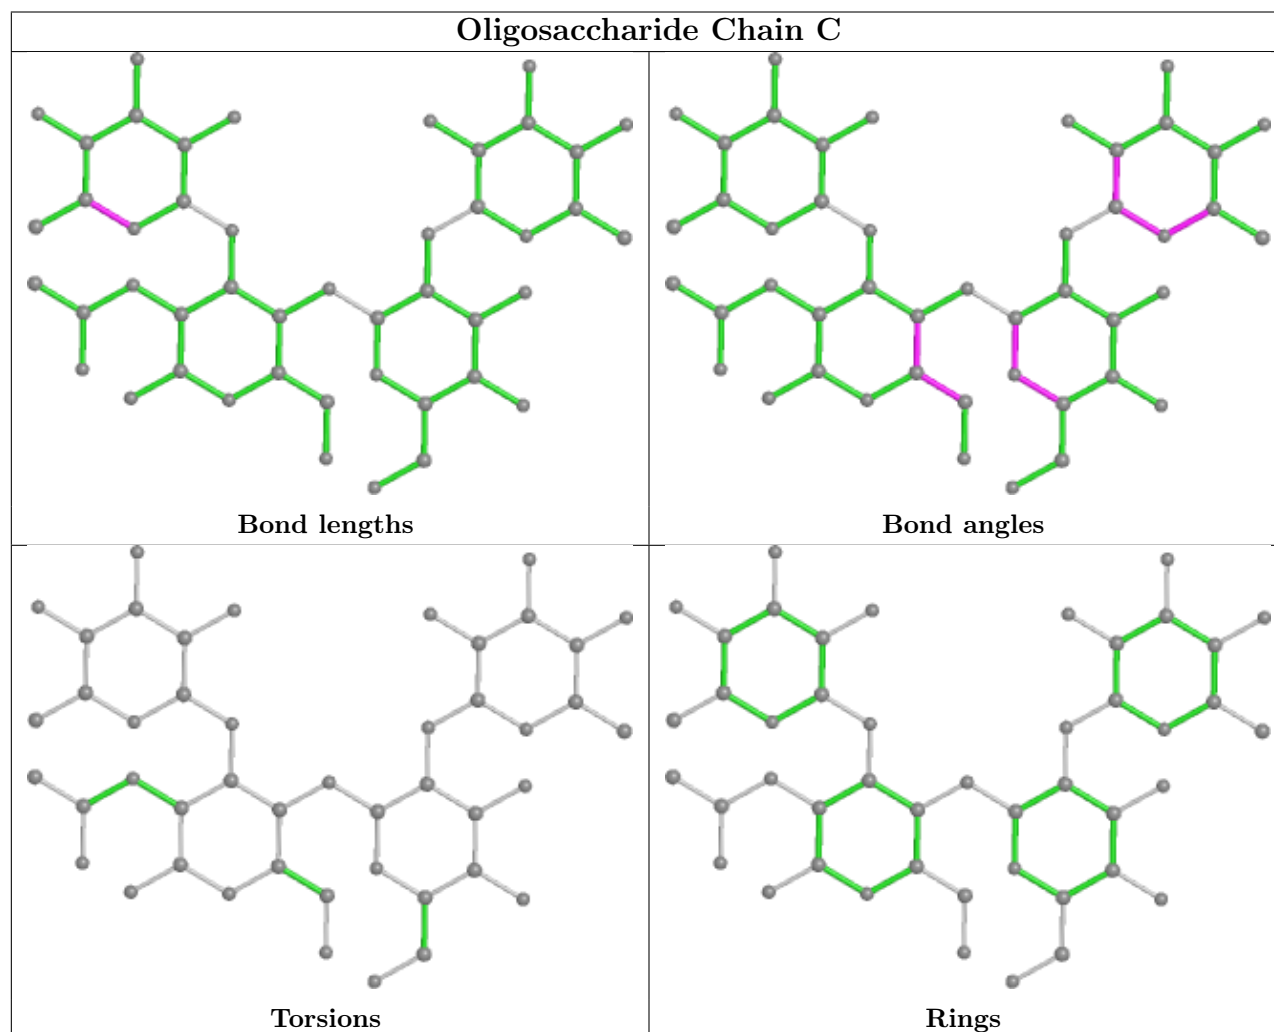 Oligosaccharide Chain C
Bond lengths
Bond angles
Torsions
Rings